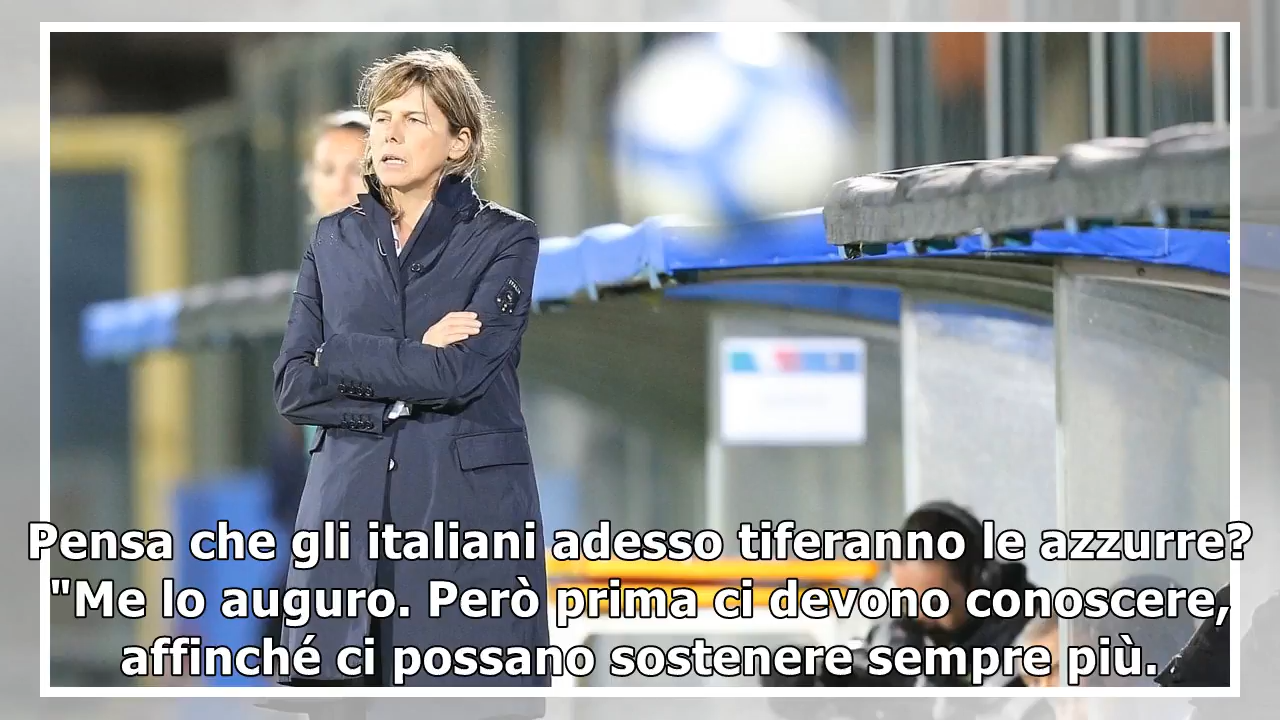 Pensa che gli italiani adesso tiferanno le azzurre?
"Me lo auguro. Però prima ci devono conoscere,
affinché ci possano sostenere sempre più.